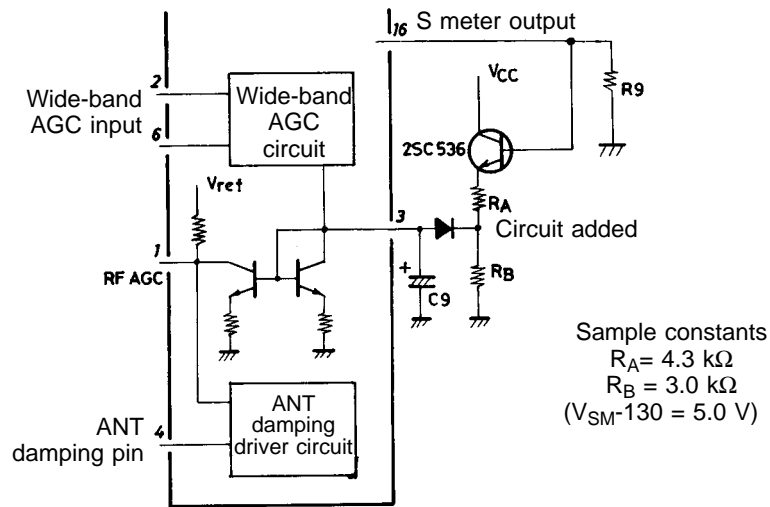 16 S meter output
VCC
R9
2
Wide-band
AGC input
6
Wide-band
AGC
circuit
2SC536
Vret
RA
3
Circuit added
1
RF AGC
+
C9
RB
Sample constants
RA= 4.3 kΩ
RB = 3.0 kΩ
(VSM-130 = 5.0 V)
ANT
damping pin
4
ANT
damping
driver circuit